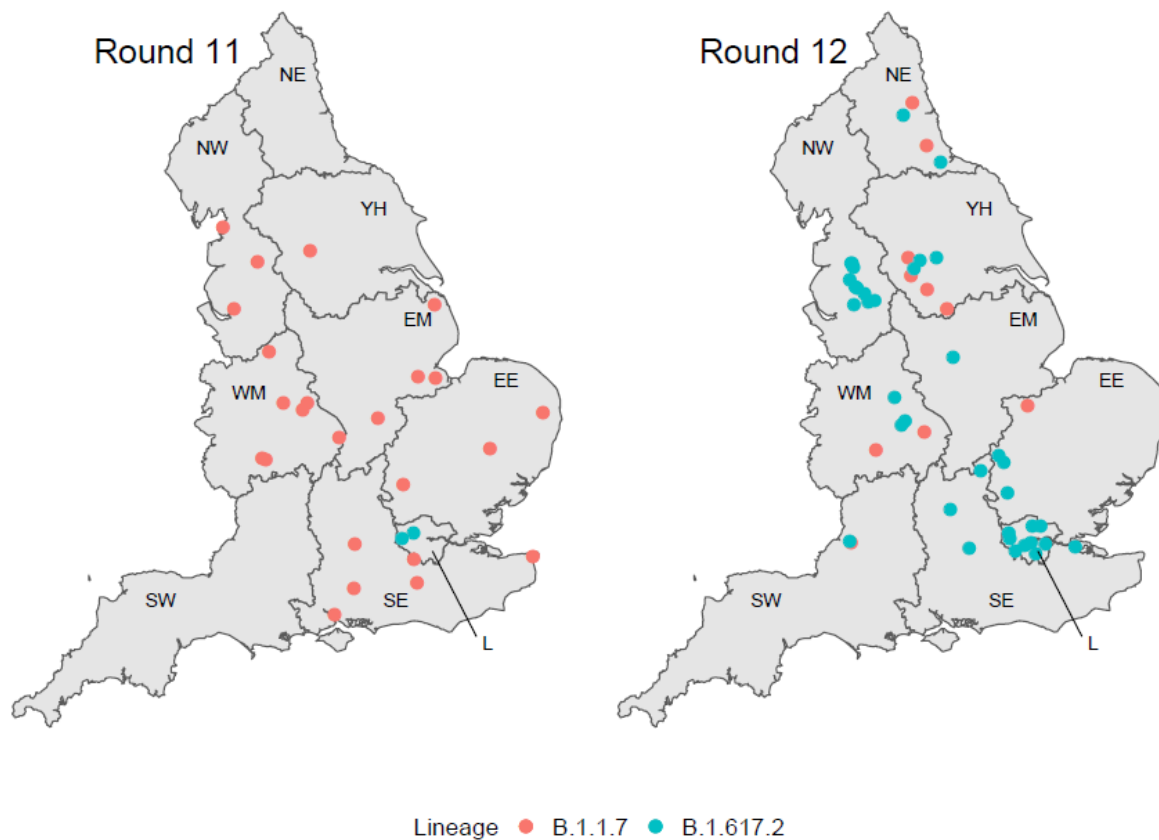 Round 11
NE
NW
YH
EM
WM
EE
SW
SE
L
Round 12
NE
NW
YH
EM
WM
EE
SW
SE
L
Lineage B.1.1.7 B.1.617.2